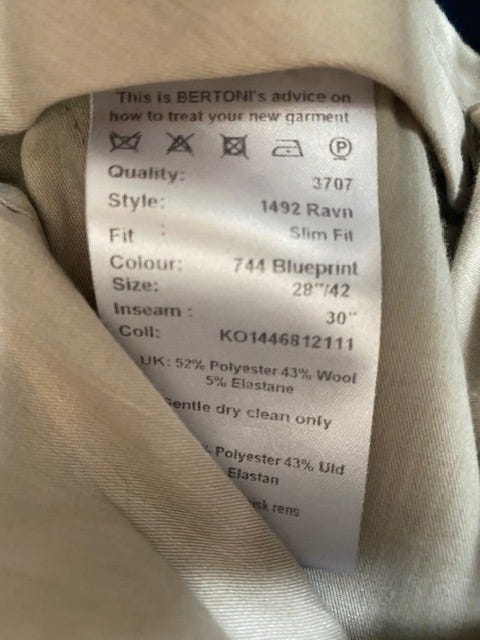 This is BERTONI's advice on
how to treat your new garment
P
Quality: 3707
Style: 1492 Ravn
Fit : Slim Fit
Colour: 744 Blueprint
Size: 28"/42
Inseam : 30"
Coll: KO1446812111
UK: 52% Polyester 43% Wool
5% Elastane
Gentle dry clean only
% Polyester 43% Uld
Elastan
sk rens